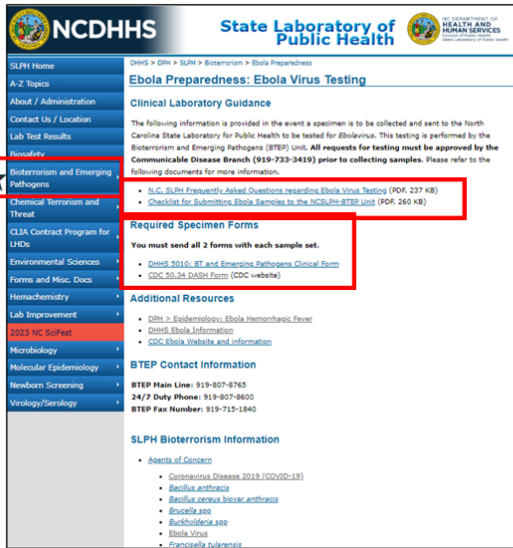 NCDHHS
State Laboratory of
Public Health
NC DEPARTMENT OF
HEALTH AND
HUMAN SERVICES
Division of Public Health
State Laboratory of Public Health
SLPH Home
A-Z Topics
About / Administration
Contact Us / Location
Lab Test Results
Biosafety
Bioterrorism and Emerging
Pathogens
Chemical Terrorism and
Threat
CLIA Contract Program for
LHDs
Environmental Sciences
Forms and Misc. Docs
Hemachemistry
Lab Improvement
2023 NC SciFest
Microbiology
Molecular Epidemiology
Newborn Screening
Virology/Serology
DHHS > DPH > SLPH > Bioterrorism > Ebola Preparedness
Ebola Preparedness: Ebola Virus Testing
Clinical Laboratory Guidance
The following information is provided in the event a specimen is to be collected and sent to the North
Carolina State Laboratory for Public Health to be tested for Ebolavirus. This testing is performed by the
Bioterrorism and Emerging Pathogens (BTEP) Unit. All requests for testing must be approved by the
Communicable Disease Branch (919-733-3419) prior to collecting samples. Please refer to the
following documents for more information.
• N.C. SLPH Frequently Asked Questions regarding Ebola Virus Testing (PDF, 237 KB)
• Checklist for Submitting Ebola Samples to the NCSLPH-BTEP Unit (PDF, 260 KB)
Required Specimen Forms
You must send all 2 forms with each sample set.
• DHHS 5010: BT and Emerging Pathogens Clinical Form
• CDC 50.34 DASH Form (CDC website)
Additional Resources
• DPH > Epidemiology: Ebola Hemorrhagic Fever
• DHHS Ebola Information
• CDC Ebola Website and information
BTEP Contact Information
BTEP Main Line: 919-807-8765
24/7 Duty Phone: 919-807-8600
BTEP Fax Number: 919-715-1840
SLPH Bioterrorism Information
• Agents of Concern
• Coronavirus Disease 2019 (COVID-19)
• Bacillus anthracis
• Bacillus cereus biovar anthracis
• Brucella spp
• Burkholderia spp
• Ebola Virus
• Francisella tularensis